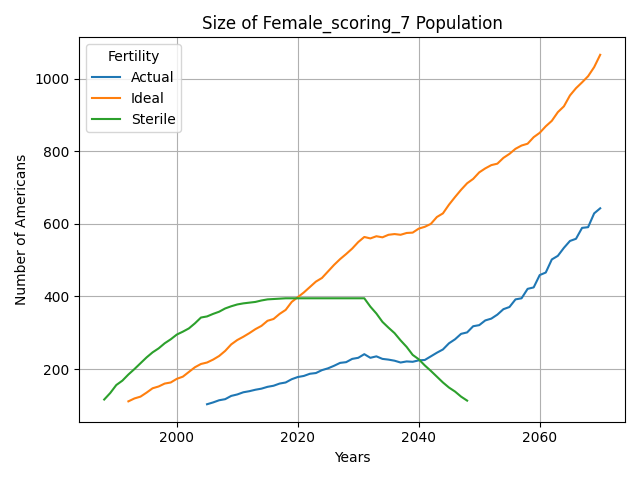 Size of Female_scoring_7 Population
Fertility
Actual
Ideal
Sterile
Number of Americans
1000
800
600
400
200
2000 2020 2040 2060
Years